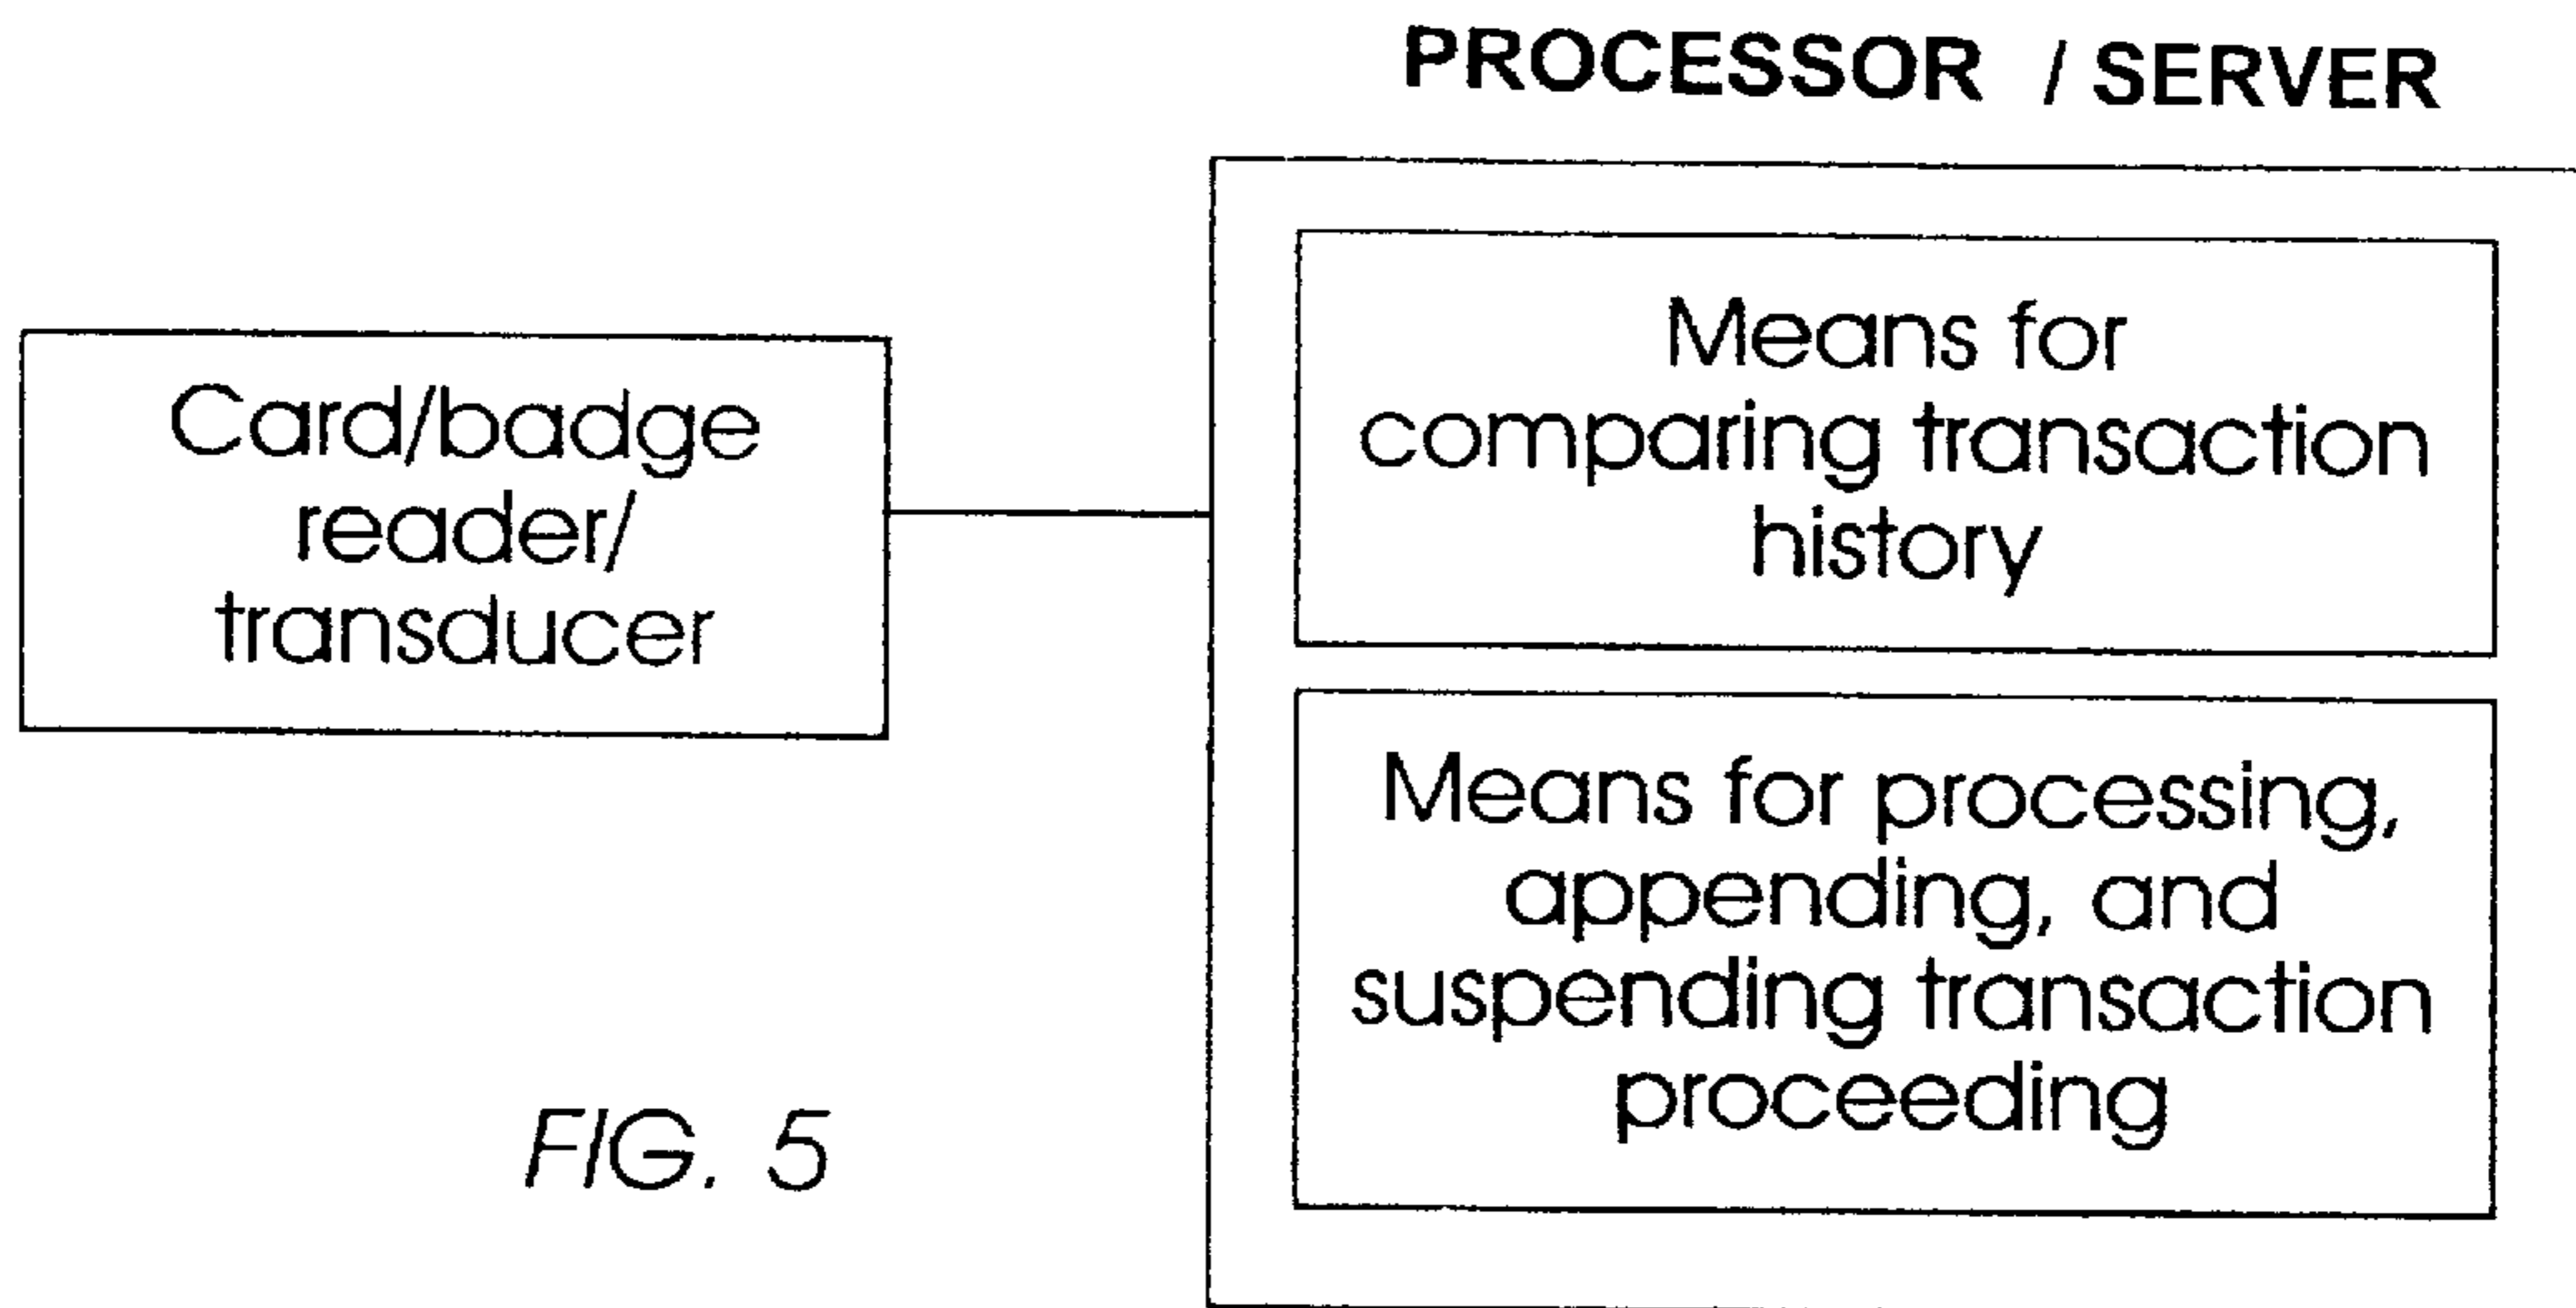 PROCESSOR / SERVER
Card/badge
reader/
transducer
Means for
comparing transaction
history
Means for processing,
appending, and
suspending transaction
proceeding
FIG. 5